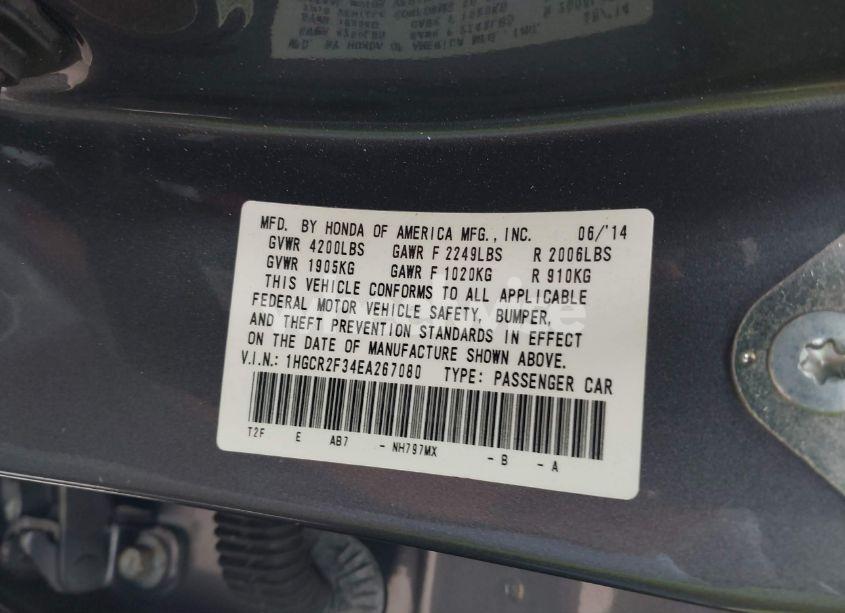 MFD. BY HONDA OF AMERICA MFG., INC. 06/'14
GVWR 4200LBS GAWR F 2249LBS R 2006LBS
GVWR 1905KG GAWR F 1020KG R 910KG
THIS VEHICLE CONFORMS TO ALL APPLICABLE
FEDERAL MOTOR VEHICLE SAFETY, BUMPER,
AND THEFT PREVENTION STANDARDS IN EFFECT
ON THE DATE OF MANUFACTURE SHOWN ABOVE.
V.I.N.: 1HGCR2F34EA267080 TYPE: PASSENGER CAR
T2F E AB7 - NH797MX - B - A